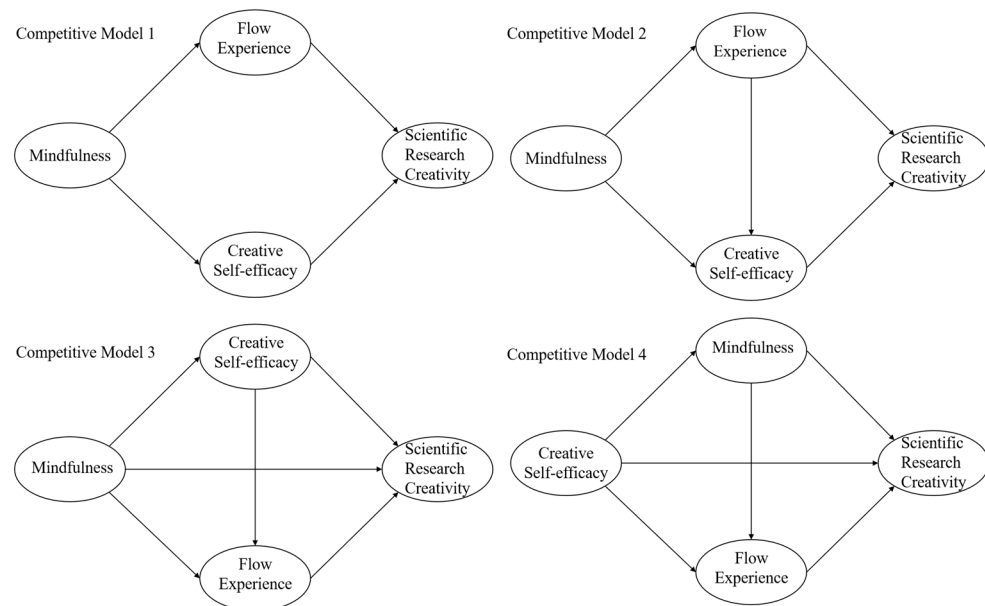 Competitive Model 1
Flow
Experience
Mindfulness
Scientific
Research
Creativity
Creative
Self-efficacy
Competitive Model 2
Flow
Experience
Mindfulness
Scientific
Research
Creativity
Creative
Self-efficacy
Competitive Model 3
Creative
Self-efficacy
Mindfulness
Scientific
Research
Creativity
Flow
Experience
Competitive Model 4
Mindfulness
Creative
Self-efficacy
Scientific
Research
Creativity
Flow
Experience